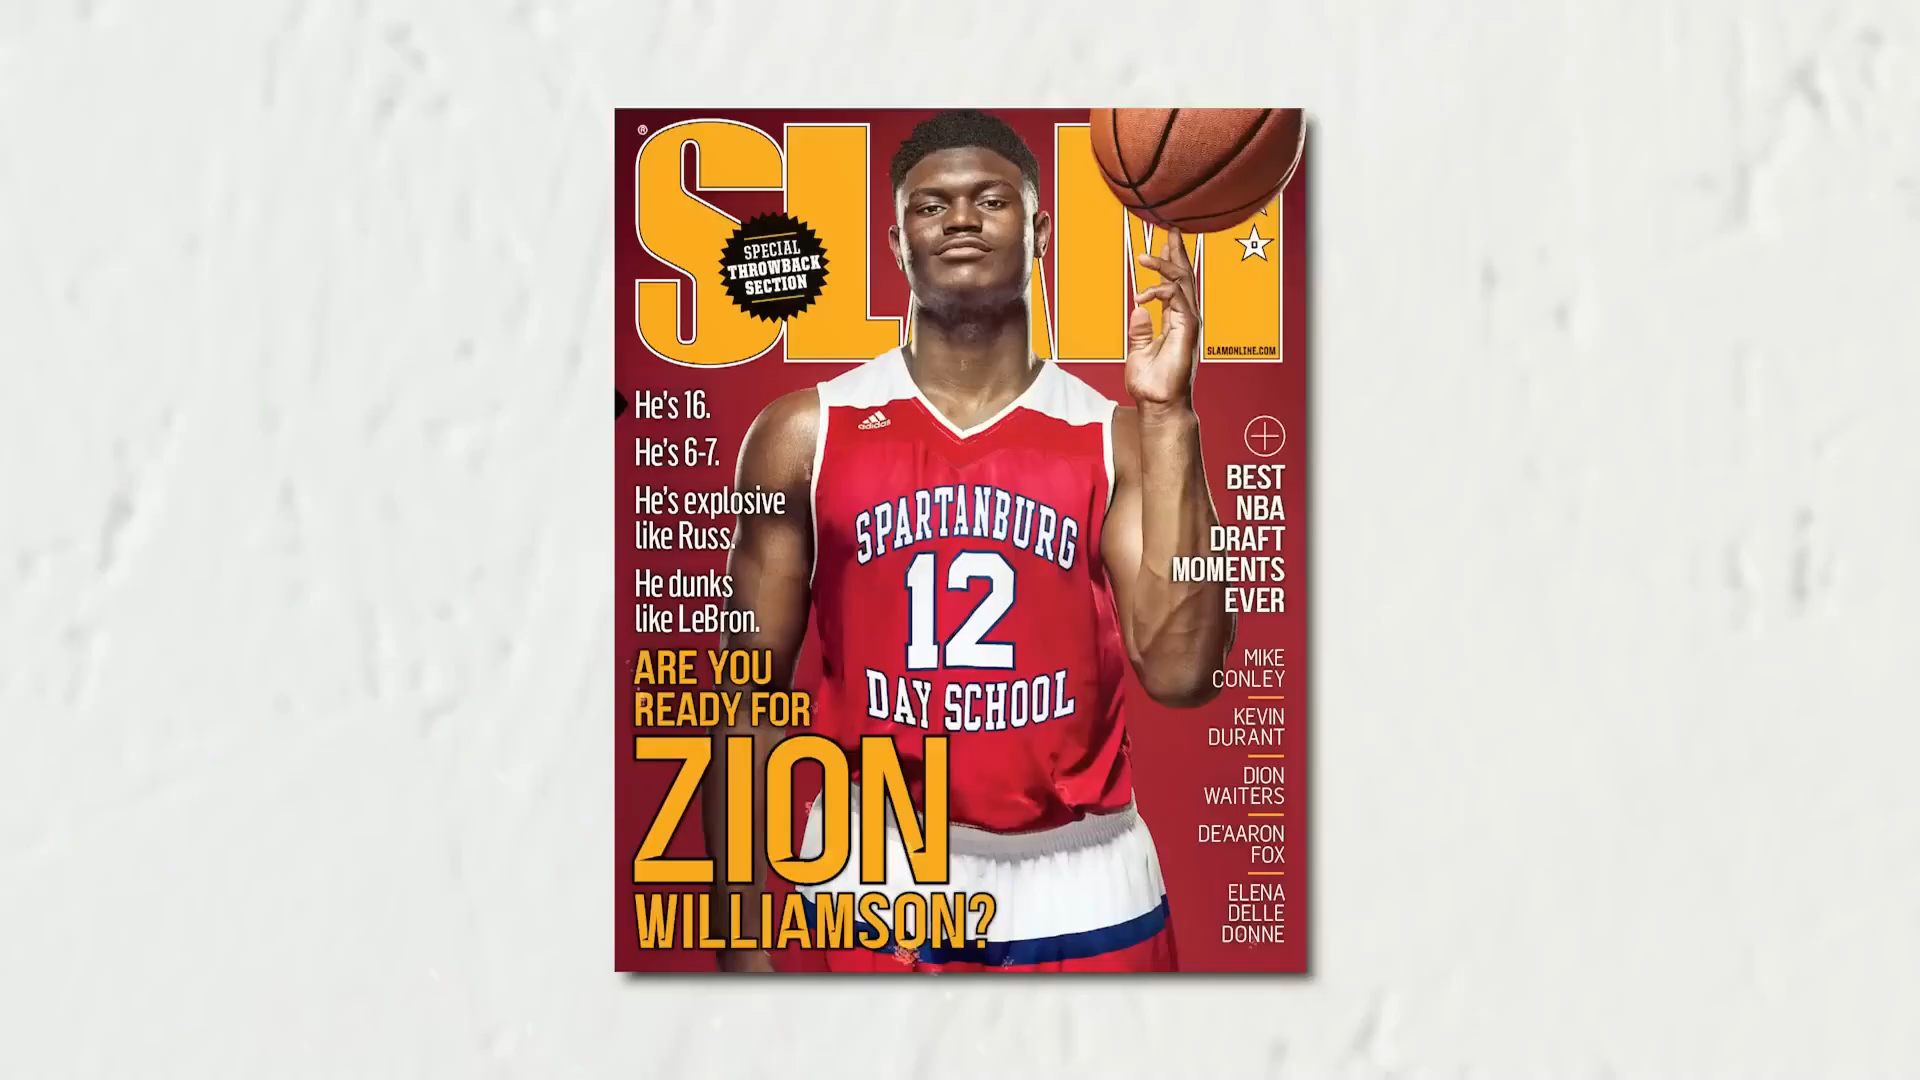 ®
SLAM
SPECIAL
THROWBACK
SECTION
SLAMONLINE.COM
He's 16.
He's 6-7.
He's explosive
like Russ.
He dunks
like LeBron.
ARE YOU
READY FOR
ZION
WILLIAMSON?
adidas
SPARTANBURG
12
DAY SCHOOL
BEST
NBA
DRAFT
MOMENTS
EVER
MIKE
CONLEY
KEVIN
DURANT
DION
WAITERS
DE'AARON
FOX
ELENA
DELLE
DONNE